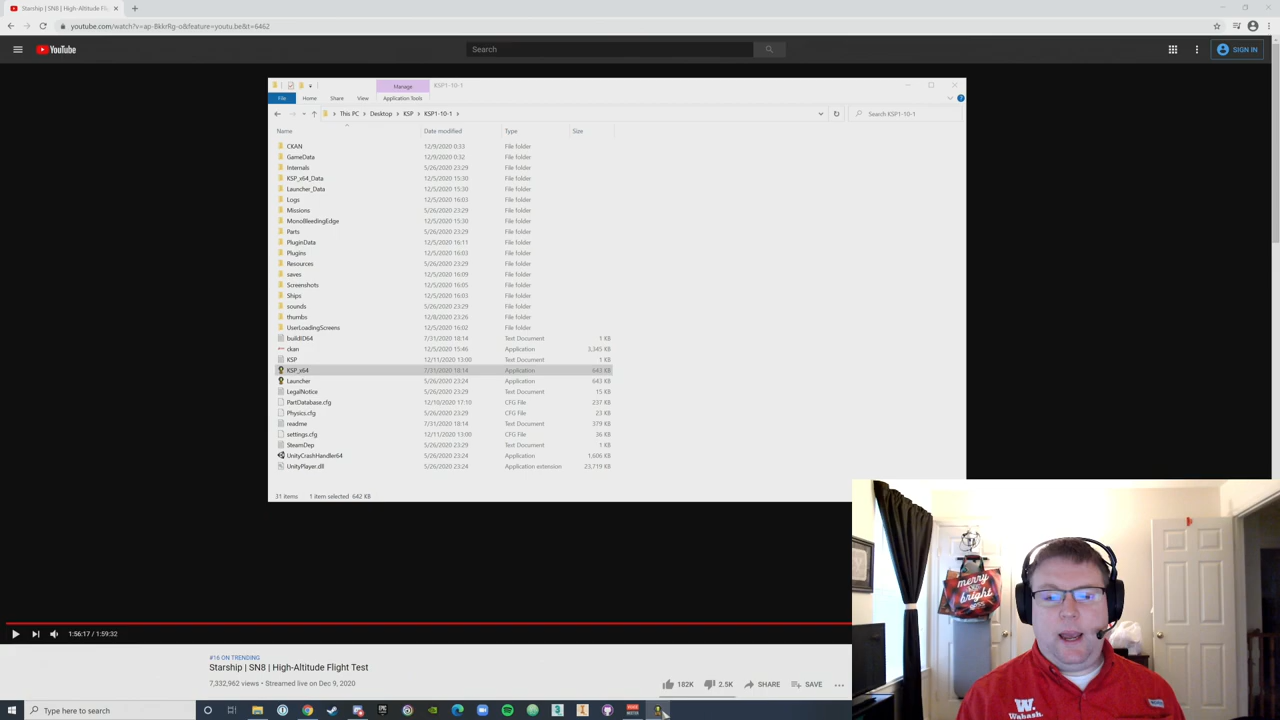 Starship | SN8 | High-Altitude Fli
youtube.com/watch?v=ap-BkkrRg-o&feature=youtu.be&t=6462
YouTube
Search
SIGN IN
Manage
KSP1-10-1
File
Home
Share
View
Application Tools
This PC > Desktop > KSP > KSP1-10-1 >
Search KSP1-10-1
Name Date modified Type Size
CKAN 12/9/2020 0:33 File folder
GameData 12/9/2020 0:32 File folder
Internals 5/26/2020 23:29 File folder
KSP_x64_Data 12/5/2020 15:30 File folder
Launcher_Data 12/5/2020 15:30 File folder
Logs 12/5/2020 16:03 File folder
Missions 5/26/2020 23:29 File folder
MonoBleedingEdge 12/5/2020 15:30 File folder
Parts 5/26/2020 23:29 File folder
PluginData 12/5/2020 16:11 File folder
Plugins 12/5/2020 16:03 File folder
Resources 5/26/2020 23:29 File folder
saves 12/5/2020 16:09 File folder
Screenshots 12/5/2020 16:05 File folder
Ships 12/5/2020 16:03 File folder
sounds 5/26/2020 23:29 File folder
thumbs 12/8/2020 23:26 File folder
UserLoadingScreens 12/5/2020 16:02 File folder
buildID64 7/31/2020 18:14 Text Document 1 KB
ckan 12/5/2020 15:46 Application 3,345 KB
KSP 12/11/2020 13:00 Text Document 1 KB
KSP_x64 7/31/2020 18:14 Application 643 KB
Launcher 5/26/2020 23:24 Application 643 KB
LegalNotice 5/26/2020 23:29 Text Document 15 KB
PartDatabase.cfg 12/10/2020 17:10 CFG File 237 KB
Physics.cfg 5/26/2020 23:29 CFG File 23 KB
readme 7/31/2020 18:14 Text Document 379 KB
settings.cfg 12/11/2020 13:00 CFG File 36 KB
SteamDep 5/26/2020 23:29 Text Document 1 KB
UnityCrashHandler64 5/26/2020 23:24 Application 1,606 KB
UnityPlayer.dll 5/26/2020 23:24 Application extension 23,719 KB
31 items 1 item selected 642 KB
merry & bright
1:56:17 / 1:59:32
#16 ON TRENDING
Starship | SN8 | High-Altitude Flight Test
7,332,962 views • Streamed live on Dec 9, 2020
182K
2.5K
SHARE
SAVE
W
Wabash.
Type here to search